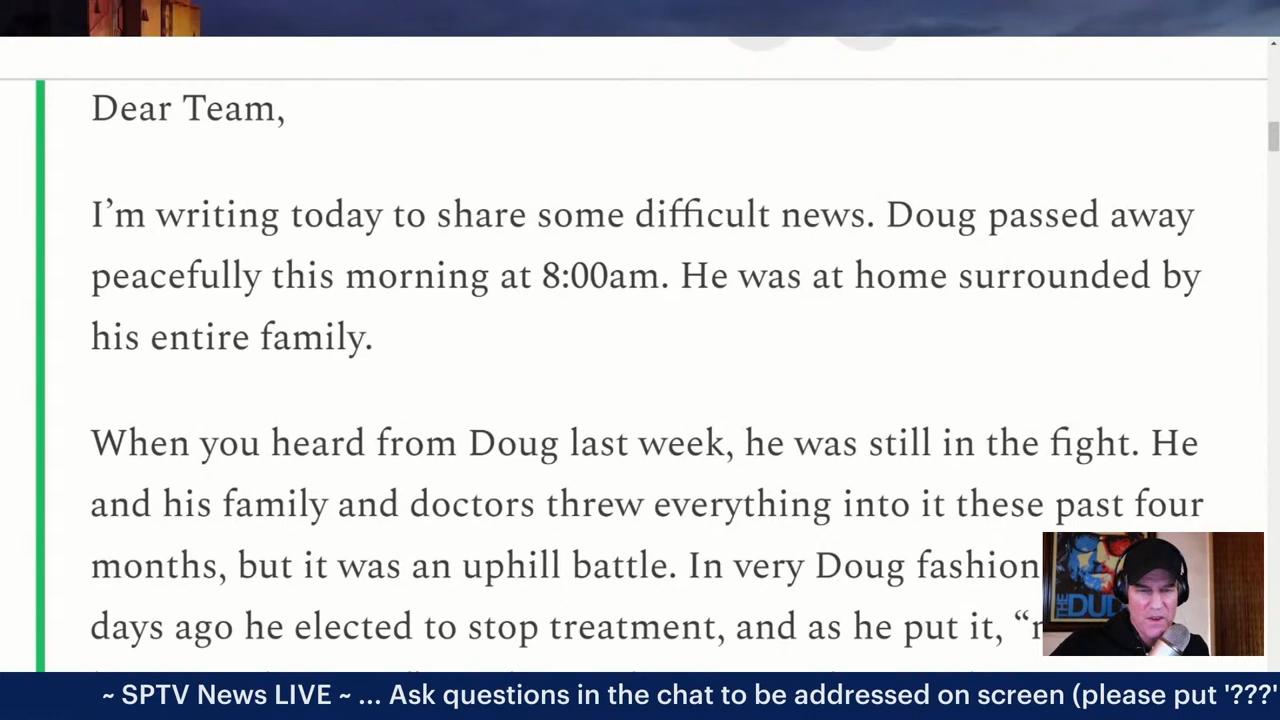 Dear Team,
I’m writing today to share some difficult news. Doug passed away
peacefully this morning at 8:00am. He was at home surrounded by
his entire family.
When you heard from Doug last week, he was still in the fight. He
and his family and doctors threw everything into it these past four
months, but it was an uphill battle. In very Doug fashion
days ago he elected to stop treatment, and as he put it, “
THE DUD
~ SPTV News LIVE ~ ... Ask questions in the chat to be addressed on screen (please put '???'